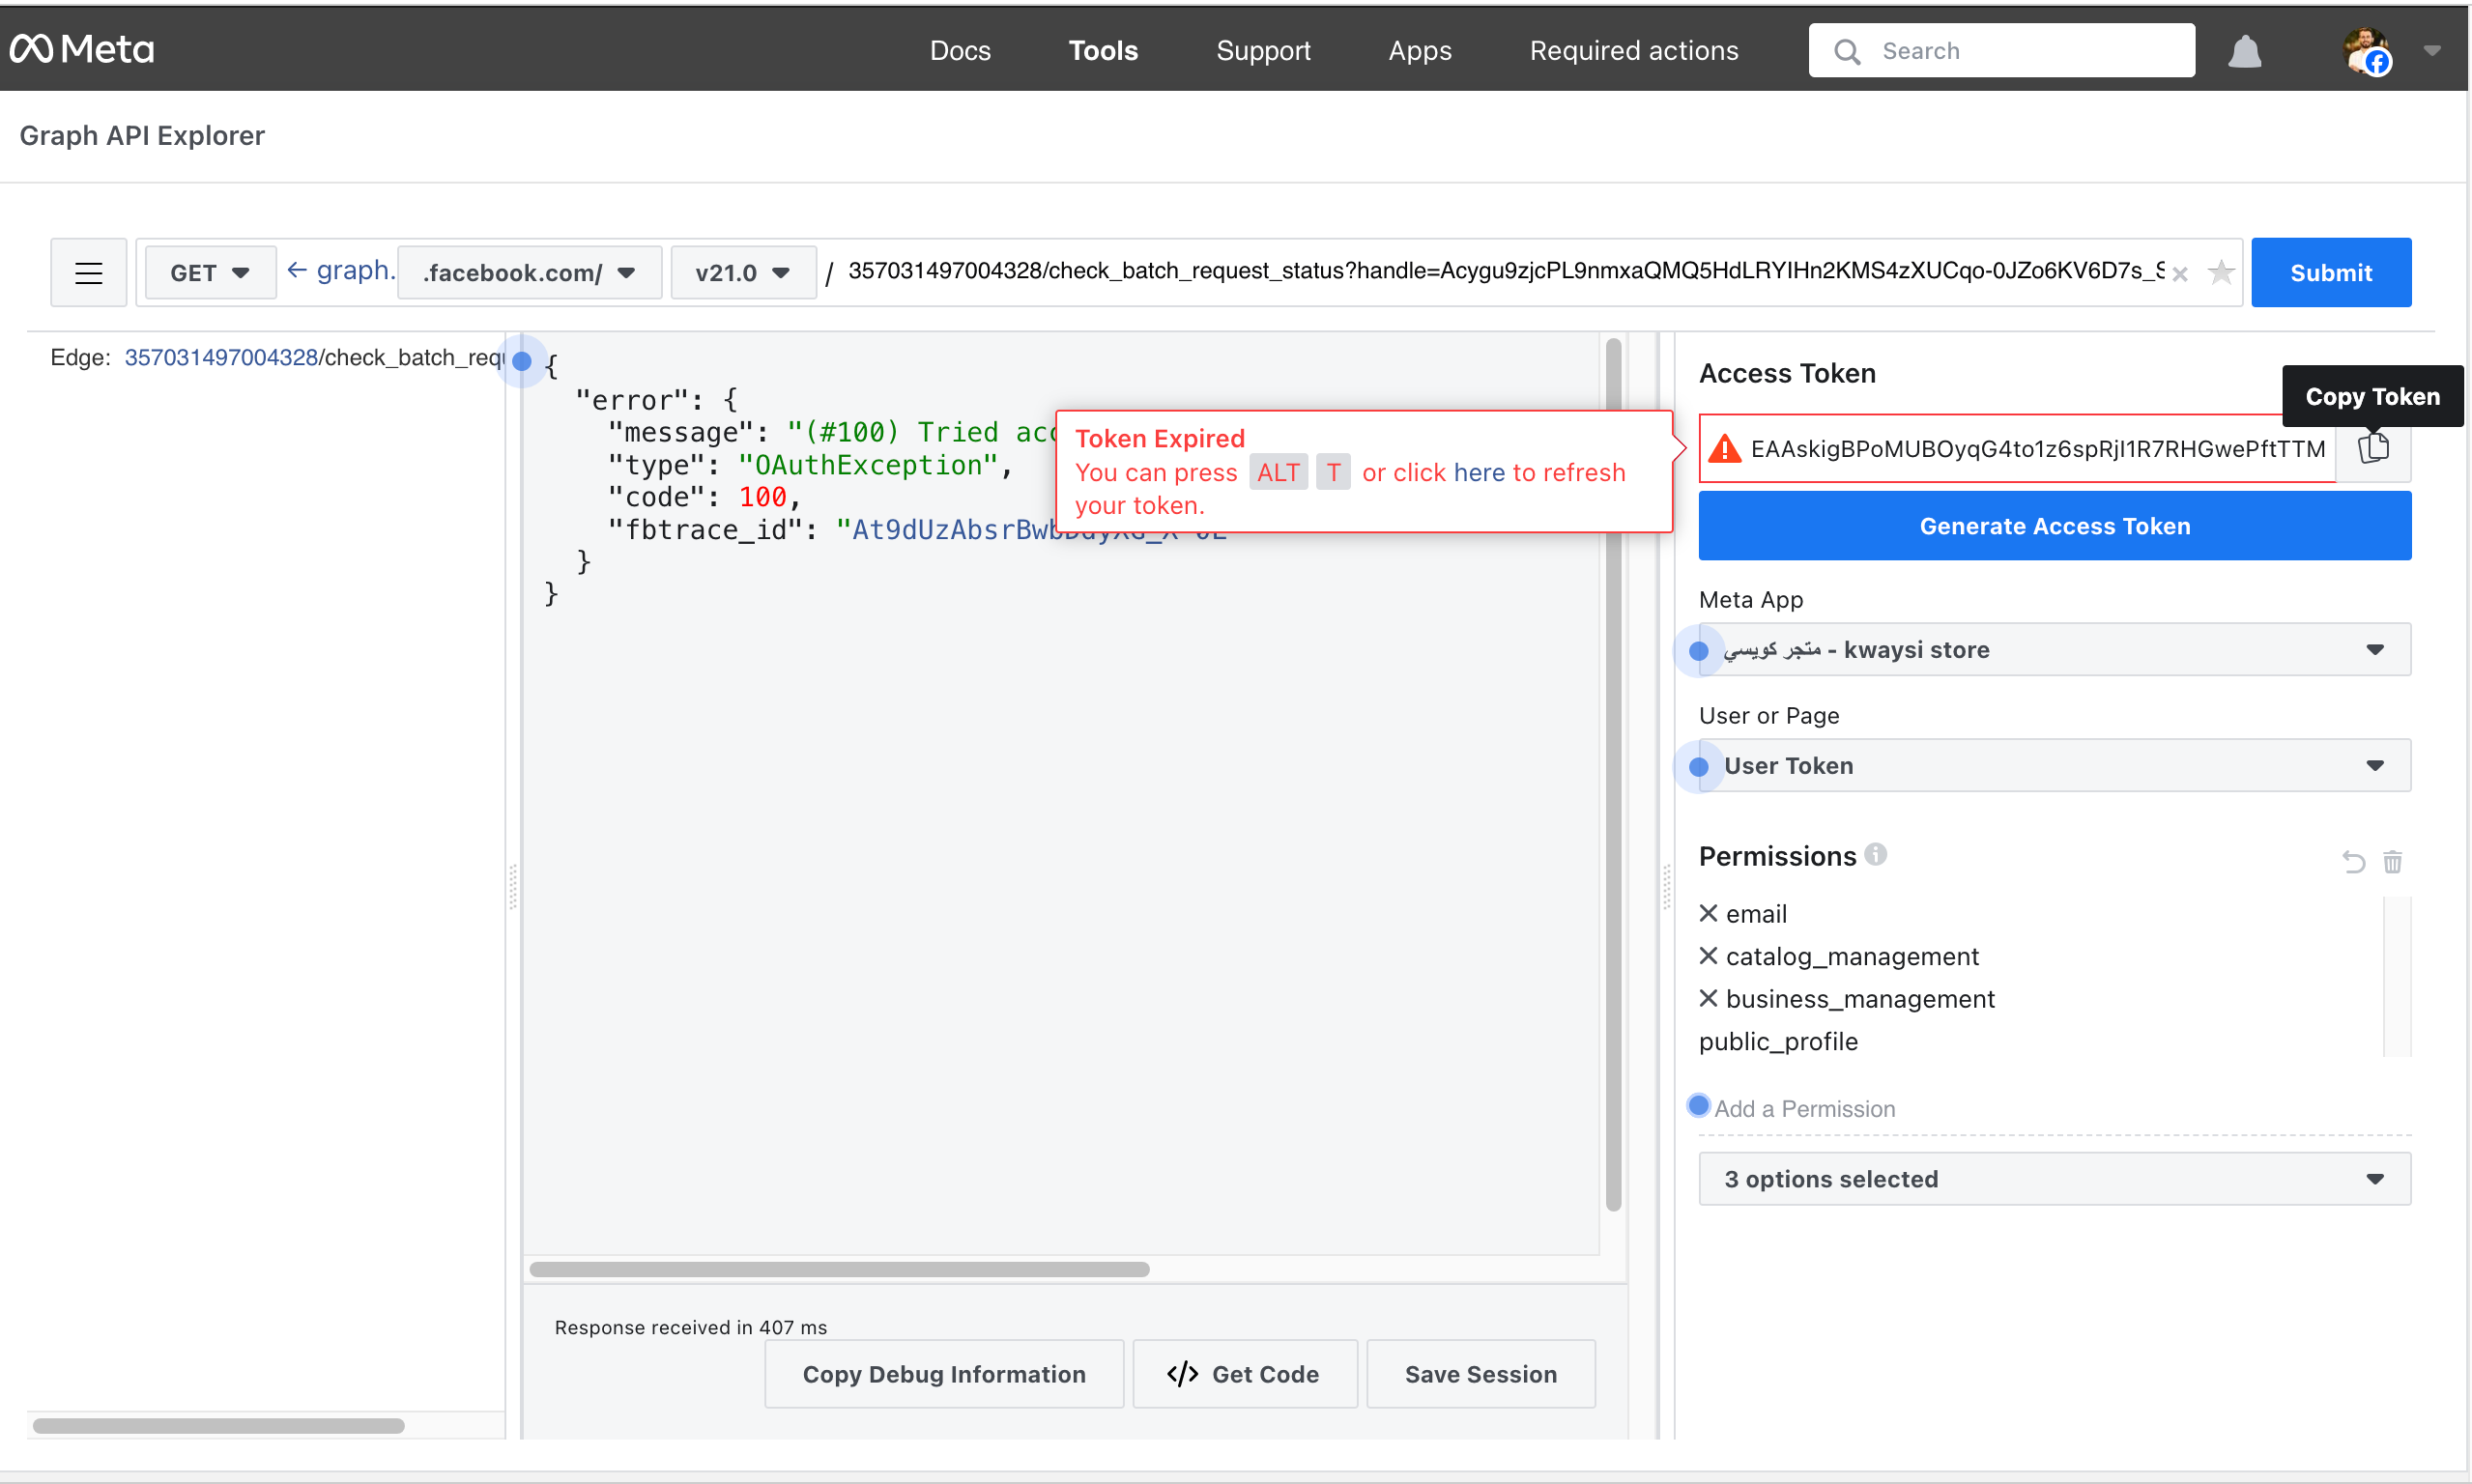 Meta
Docs
Tools
Support
Apps
Required actions
Search
Graph API Explorer
GET
← graph.
.facebook.com/
v21.0
/
357031497004328/check_batch_request_status?handle=Acygu9zjcPL9nmxaQMQ5HdLRYIHn2KMS4zXUCqo-0JZo6KV6D7s_S
Submit
Edge: 357031497004328/check_batch_requ
{
"error": {
"message": "(#100) Tried acc
"type": "OAuthException",
"code": 100,
"fbtrace_id": "At9dUzAbsrBwb
}
}
Token Expired
You can press ALT T or click here to refresh
your token.
Response received in 407 ms
Copy Debug Information
</> Get Code
Save Session
Access Token
Copy Token
EAAskigBPoMUBOyqG4to1z6spRjI1R7RHGwePftTTM
Generate Access Token
Meta App
متجر كويسي - kwaysi store
User or Page
User Token
Permissions
email
catalog_management
business_management
public_profile
Add a Permission
3 options selected